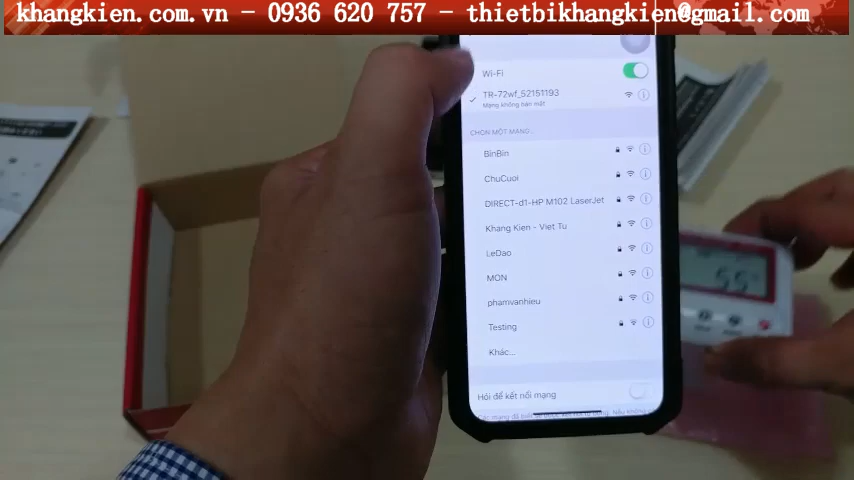 khangkien.com.vn - 0936 620 757 - thietbikhangkien@gmail.com
Wi-Fi
TR-72wf_52151193
Mạng không bảo mật
CHỌN MỘT MẠNG...
BinBin
ChuCuoi
DIRECT-d1-HP M102 LaserJet
Khang Kien - Viet Tu
LeDao
MON
phamvanhieu
Testing
Khác...
Hỏi để kết nối mạng
55